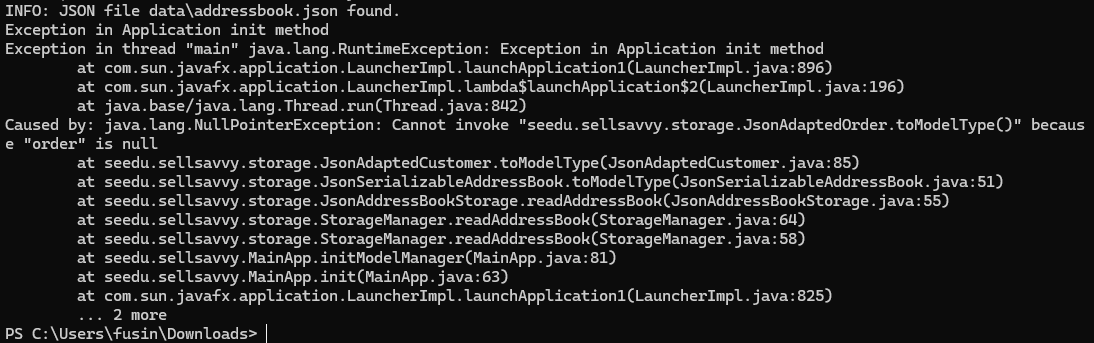 INFO: JSON file data\addressbook.json found.
Exception in Application init method
Exception in thread "main" java.lang.RuntimeException: Exception in Application init method
        at com.sun.javafx.application.LauncherImpl.launchApplication1(LauncherImpl.java:896)
        at com.sun.javafx.application.LauncherImpl.lambda$launchApplication$2(LauncherImpl.java:196)
        at java.base/java.lang.Thread.run(Thread.java:842)
Caused by: java.lang.NullPointerException: Cannot invoke "seedu.sellsavvy.storage.JsonAdaptedOrder.toModelType()" becaus
e "order" is null
        at seedu.sellsavvy.storage.JsonAdaptedCustomer.toModelType(JsonAdaptedCustomer.java:85)
        at seedu.sellsavvy.storage.JsonSerializableAddressBook.toModelType(JsonSerializableAddressBook.java:51)
        at seedu.sellsavvy.storage.JsonAddressBookStorage.readAddressBook(JsonAddressBookStorage.java:55)
        at seedu.sellsavvy.storage.StorageManager.readAddressBook(StorageManager.java:64)
        at seedu.sellsavvy.storage.StorageManager.readAddressBook(StorageManager.java:58)
        at seedu.sellsavvy.MainApp.initModelManager(MainApp.java:81)
        at seedu.sellsavvy.MainApp.init(MainApp.java:63)
        at com.sun.javafx.application.LauncherImpl.launchApplication1(LauncherImpl.java:825)
        ... 2 more
PS C:\Users\fusin\Downloads>